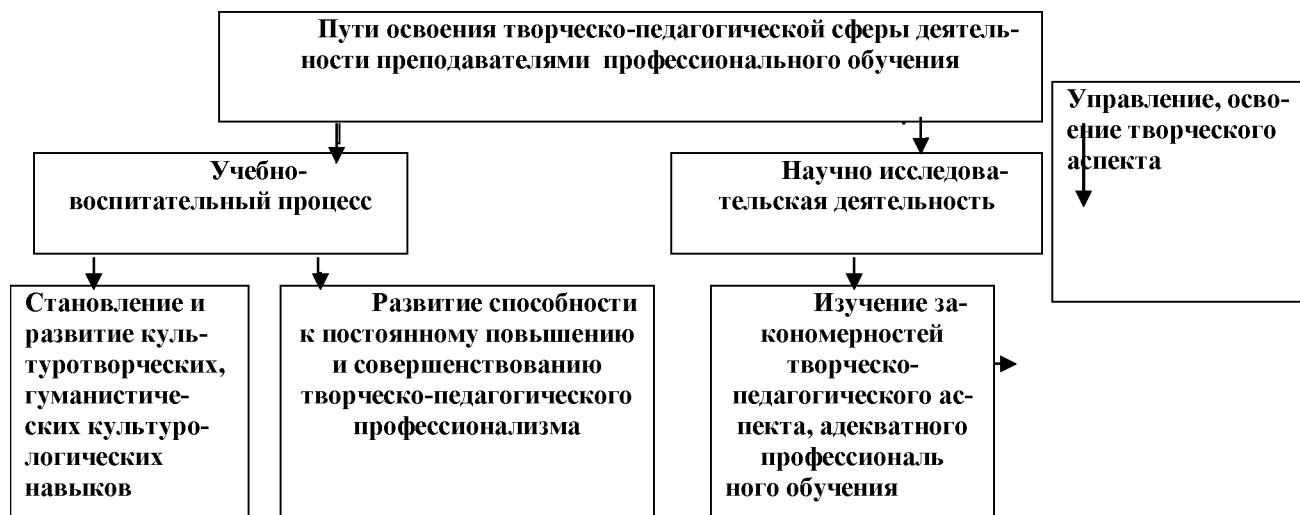 Пути освоения творческо-педагогической сферы деятель-
ности преподавателями профессионального обучения
Управление, осво-
ение творческого
аспекта
Учебно-
воспитательный процесс
Научно исследова-
тельская деятельность
Становление и
развитие куль-
туротворческих,
гуманистиче-
ских культуро-
логических
навыков
Развитие способности
к постоянному повышению
и совершенствованию
творческо-педагогического
профессионализма
Изучение за-
кономерностей
творческо-
педагогического ас-
пекта, адекватного
профессиональ
ного обучения